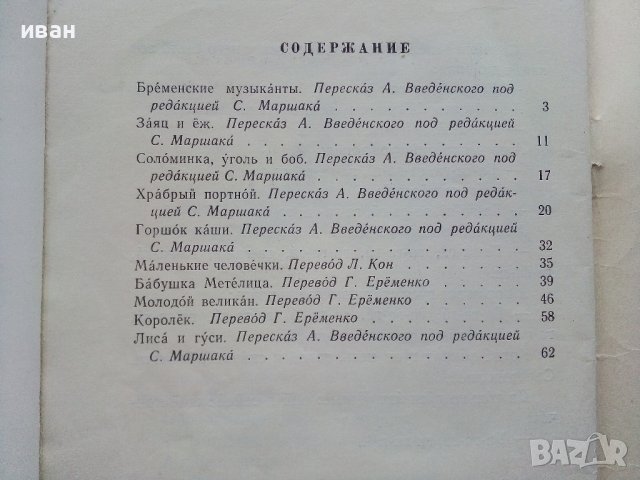 иван
СОДЕРЖАНИЕ
Бре́менские музыка́нты. Переска́з А. Введе́нского под
реда́кцией С. Маршака́ . . . . . . . . . . . 3
За́яц и ёж. Переска́з А. Введе́нского под реда́кцией
С. Маршака́ . . . . . . . . . . . . . . . 11
Соло́минка, у́голь и боб. Переска́з А. Введе́нского под
реда́кцией С. Маршака́ . . . . . . . . . . . 17
Хра́брый портно́й. Переска́з А. Введе́нского под реда́к-
цией С. Маршака́ . . . . . . . . . . . . . 20
Горшо́к ка́ши. Переска́з А. Введе́нского под реда́кцией
С. Маршака́ . . . . . . . . . . . . . . . 32
Ма́ленькие челове́чки. Перево́д Л. Кон . . . . . . 35
Ба́бушка Мете́лица. Перево́д Г. Ерёменко . . . . . 39
Молодо́й велика́н. Перево́д Г. Ерёменко . . . . . 46
Королёк. Перево́д Г. Ерёменко . . . . . . . . . 58
Лиса́ и гу́си. Переска́з А. Введе́нского под реда́кцией
С. Маршака́ . . . . . . . . . . . . . . . 62
BAZAR